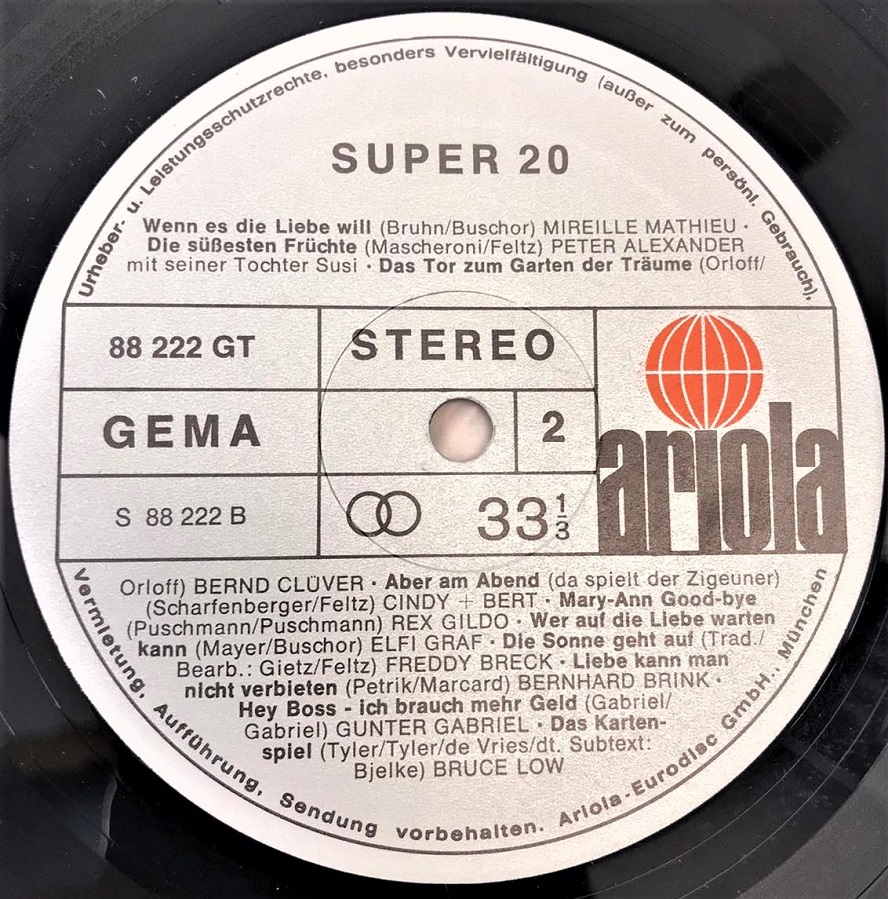 Urheber- u. Leistungsschutzrechte, besonders Vervielfältigung (außer zum persönl. Gebrauch),
SUPER 20
Wenn es die Liebe will (Bruhn/Buschor) MIREILLE MATHIEU ·
Die süßesten Früchte (Mascheroni/Feltz) PETER ALEXANDER
mit seiner Tochter Susi · Das Tor zum Garten der Träume (Orloff/
88 222 GT
STEREO
GEMA
2
S 88 222 B
33 1/3
ariola
Orloff) BERND CLÜVER · Aber am Abend (da spielt der Zigeuner)
(Scharfenberger/Feltz) CINDY + BERT · Mary-Ann Good-bye
(Puschmann/Puschmann) REX GILDO · Wer auf die Liebe warten
kann (Mayer/Buschor) ELFI GRAF · Die Sonne geht auf (Trad./
Bearb.: Gietz/Feltz) FREDDY BRECK · Liebe kann man
nicht verbieten (Petrik/Marcard) BERNHARD BRINK ·
Hey Boss - ich brauch mehr Geld (Gabriel/
Gabriel) GUNTER GABRIEL · Das Karten-
spiel (Tyler/Tyler/de Vries/dt. Subtext:
Bjelke) BRUCE LOW
Vermietung, Aufführung, Sendung vorbehalten. Ariola-Eurodisc GmbH., München